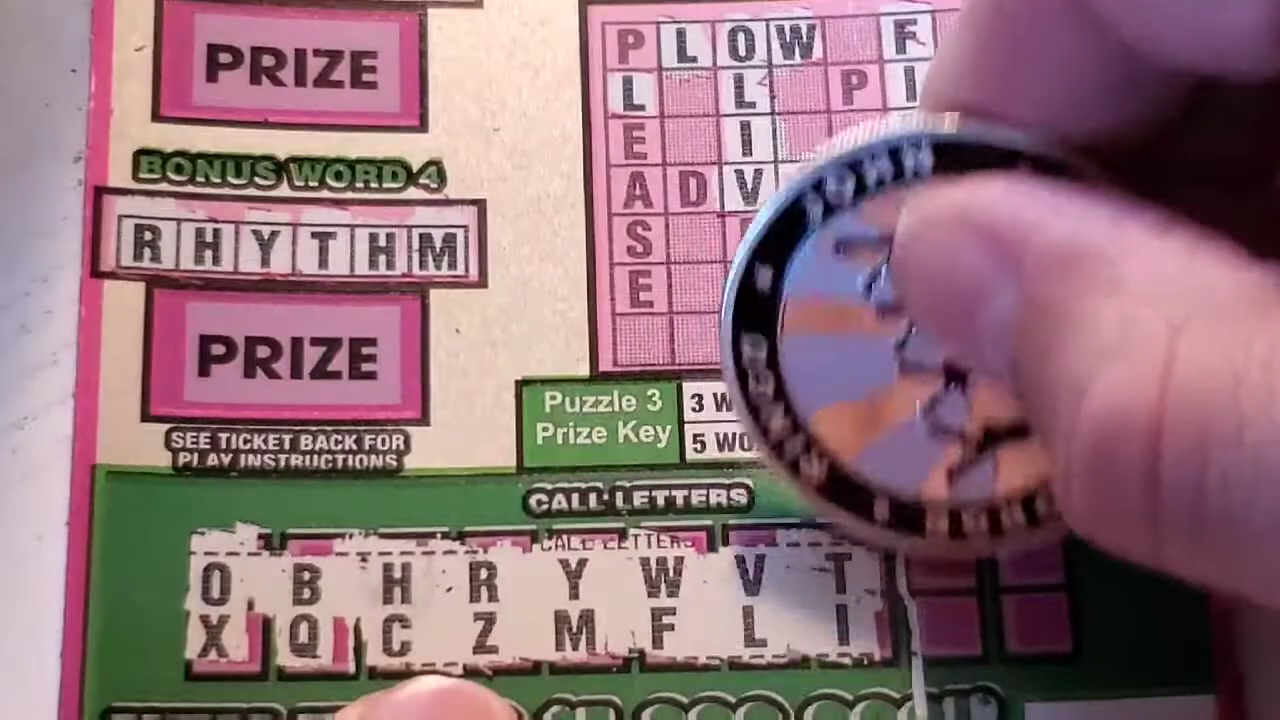 PRIZE
BONUS WORD 4
RHYTHM
PRIZE
SEE TICKET BACK FOR
PLAY INSTRUCTIONS
PLOW F
L L P I
E I
A D V
S
E
Puzzle 3
Prize Key
3 W
5 WO
CALL LETTERS
CALL LETTERS
O B H R Y W V T
X Q C Z M F L I
JOHN